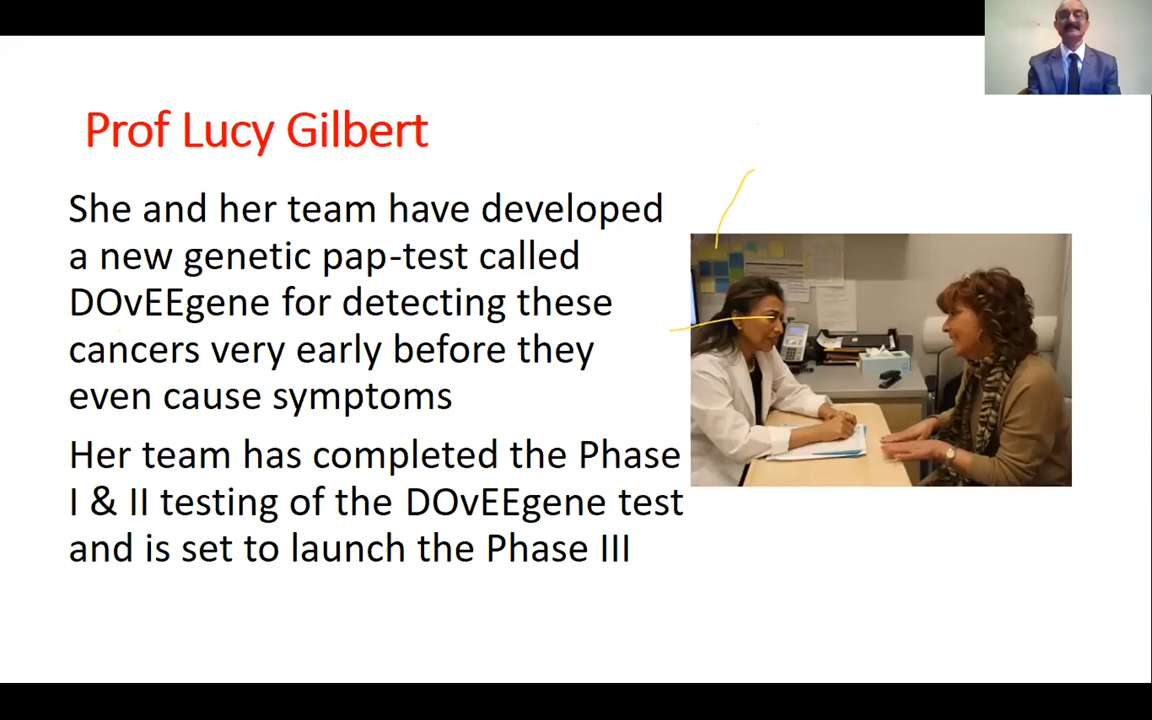 Prof Lucy Gilbert
She and her team have developed
a new genetic pap-test called
DOvEEgene for detecting these
cancers very early before they
even cause symptoms
Her team has completed the Phase
I & II testing of the DOvEEgene test
and is set to launch the Phase III